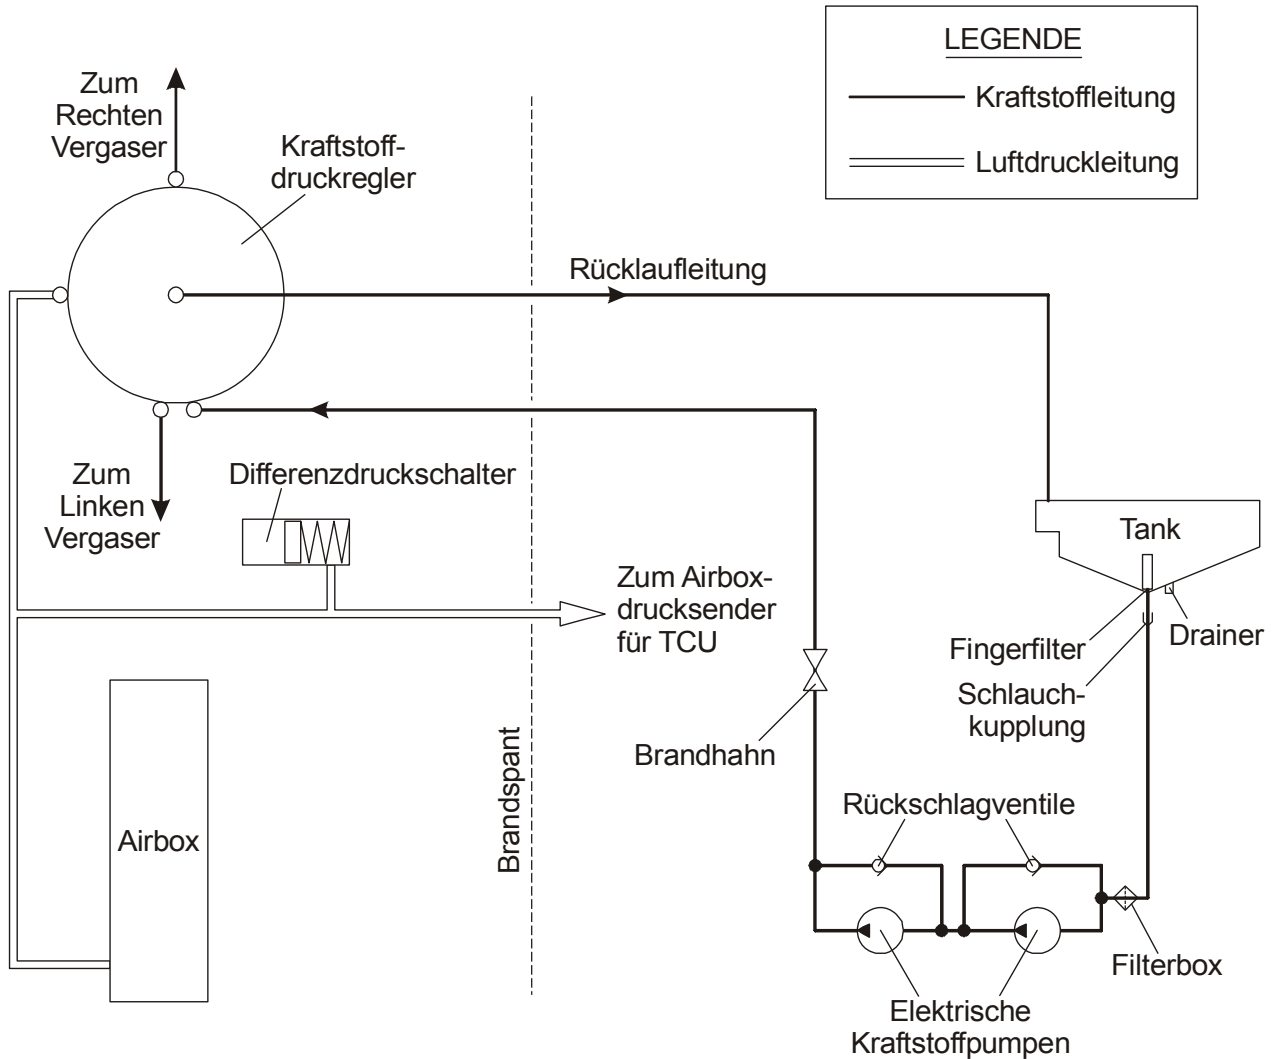 LEGENDE
Kraftstoffleitung
Luftdruckleitung
Zum
Rechten
Vergaser
Kraftstoff-
druckregler
Rücklaufleitung
Zum
Linken
Vergaser
Differenzdruckschalter
Zum Airbox-
drucksender
für TCU
Tank
Fingerfilter
Drainer
Schlauch-
kupplung
Brandhahn
Brandspant
Airbox
Rückschlagventile
Filterbox
Elektrische
Kraftstoffpumpen